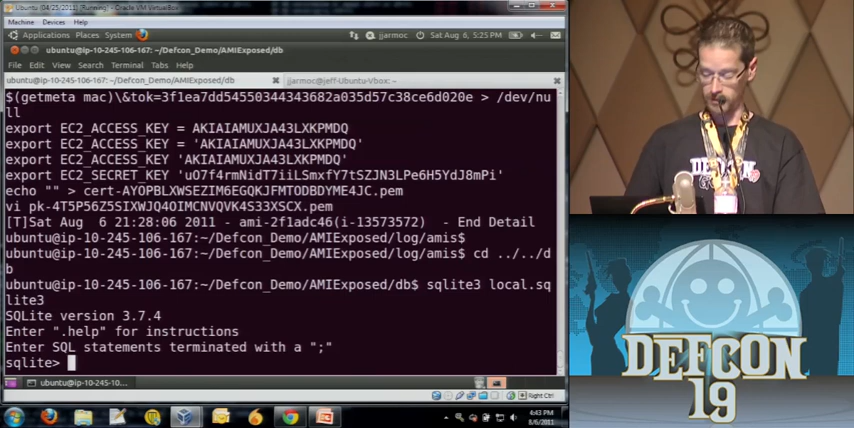 Ubuntu (04/25/2011) [Running] - Oracle VM VirtualBox
Machine Devices Help
Applications Places System
jjarmoc
Sat Aug 6, 5:25 PM
ubuntu@ip-10-245-106-167: ~/Defcon_Demo/AMIExposed/db
File Edit View Search Terminal Tabs Help
ubuntu@ip-10-245-106-167: ~/Defcon_Demo/AMIExposed/db
jjarmoc@jeff-Ubuntu-Vbox: ~
$(getmeta mac)\&tok=3f1ea7dd54550344343682a035d57c38ce6d020e > /dev/nu
ll
export EC2_ACCESS_KEY = AKIAIAMUXJA43LXKPMDQ
export EC2_ACCESS_KEY = 'AKIAIAMUXJA43LXKPMDQ'
export EC2_ACCESS_KEY 'AKIAIAMUXJA43LXKPMDQ'
export EC2_SECRET_KEY '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'
echo "" > cert-AYOPBLXWSEZIM6EGQKJFMTODBDYME4JC.pem
vi pk-4T5P56Z5IXWJQ4OIMCNVQVK4S33XSCX.pem
[T]Sat Aug  6 21:28:06 2011 - ami-2f1adc46(i-13573572)  - End Detail
ubuntu@ip-10-245-106-167:~/Defcon_Demo/AMIExposed/log/amis$
ubuntu@ip-10-245-106-167:~/Defcon_Demo/AMIExposed/log/amis$ cd ../../d
b
ubuntu@ip-10-245-106-167:~/Defcon_Demo/AMIExposed/db$ sqlite3 local.sq
lite3
SQLite version 3.7.4
Enter ".help" for instructions
Enter SQL statements terminated with a ";"
sqlite>
ubuntu@ip-10-245-10...
Right Ctrl
4:43 PM
8/6/2011
DEFCON
DEFCON
19